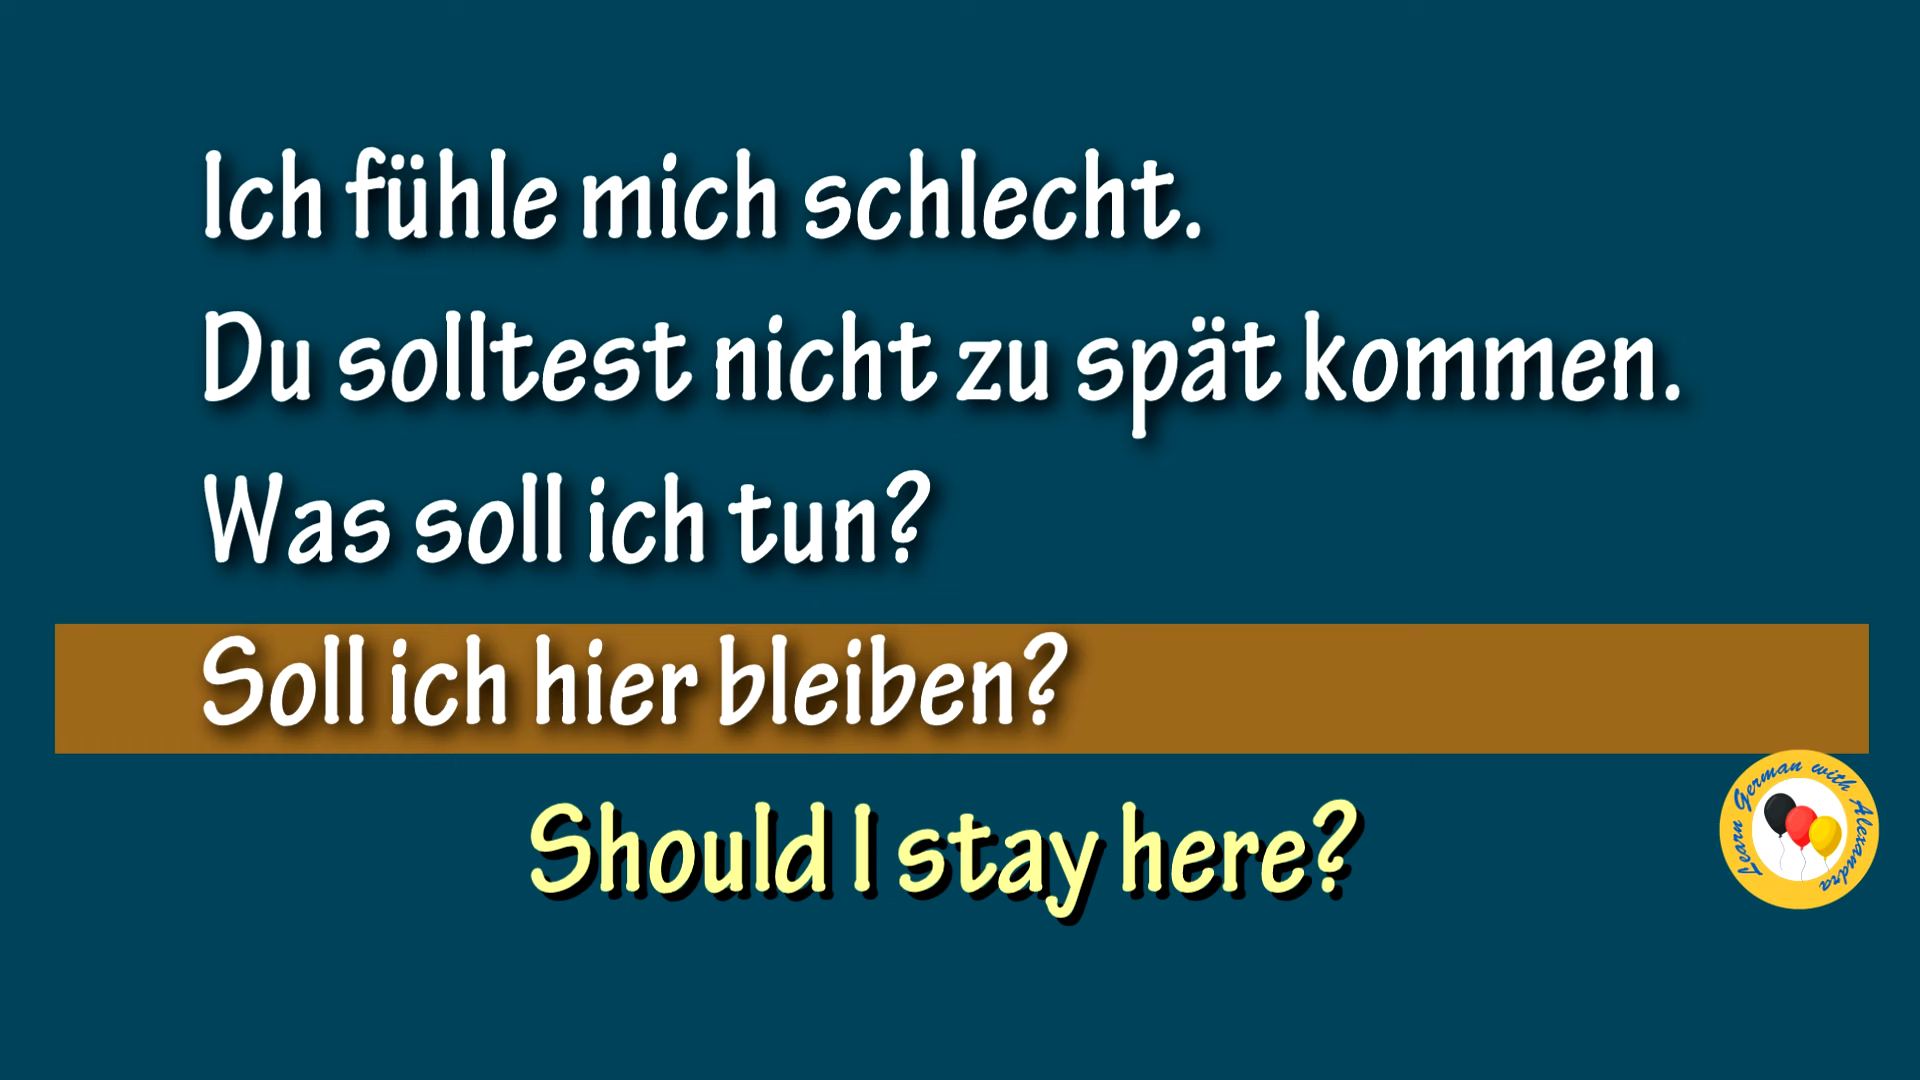 Ich fühle mich schlecht.
Du solltest nicht zu spät kommen.
Was soll ich tun?
Soll ich hier bleiben?
Should I stay here?
Learn German with Alexandra